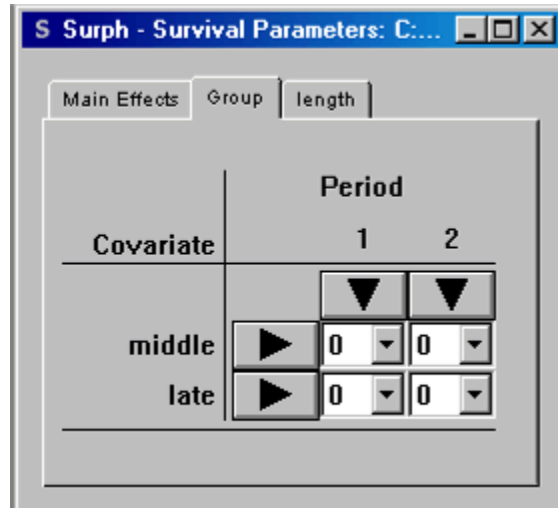 S Surph - Survival Parameters: C:...
Main Effects Group length
Period
Covariate 1 2
middle 0 0
late 0 0